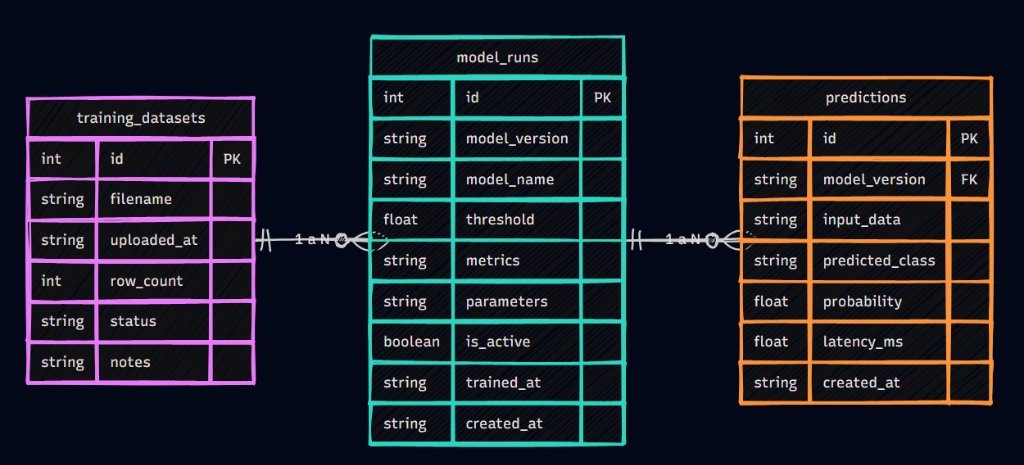 training_datasets
int id PK
string filename
string uploaded_at
int row_count
string status
string notes
1 a N
model_runs
int id PK
string model_version
string model_name
float threshold
string metrics
string parameters
boolean is_active
string trained_at
string created_at
1 a N
predictions
int id PK
string model_version FK
string input_data
string predicted_class
float probability
float latency_ms
string created_at